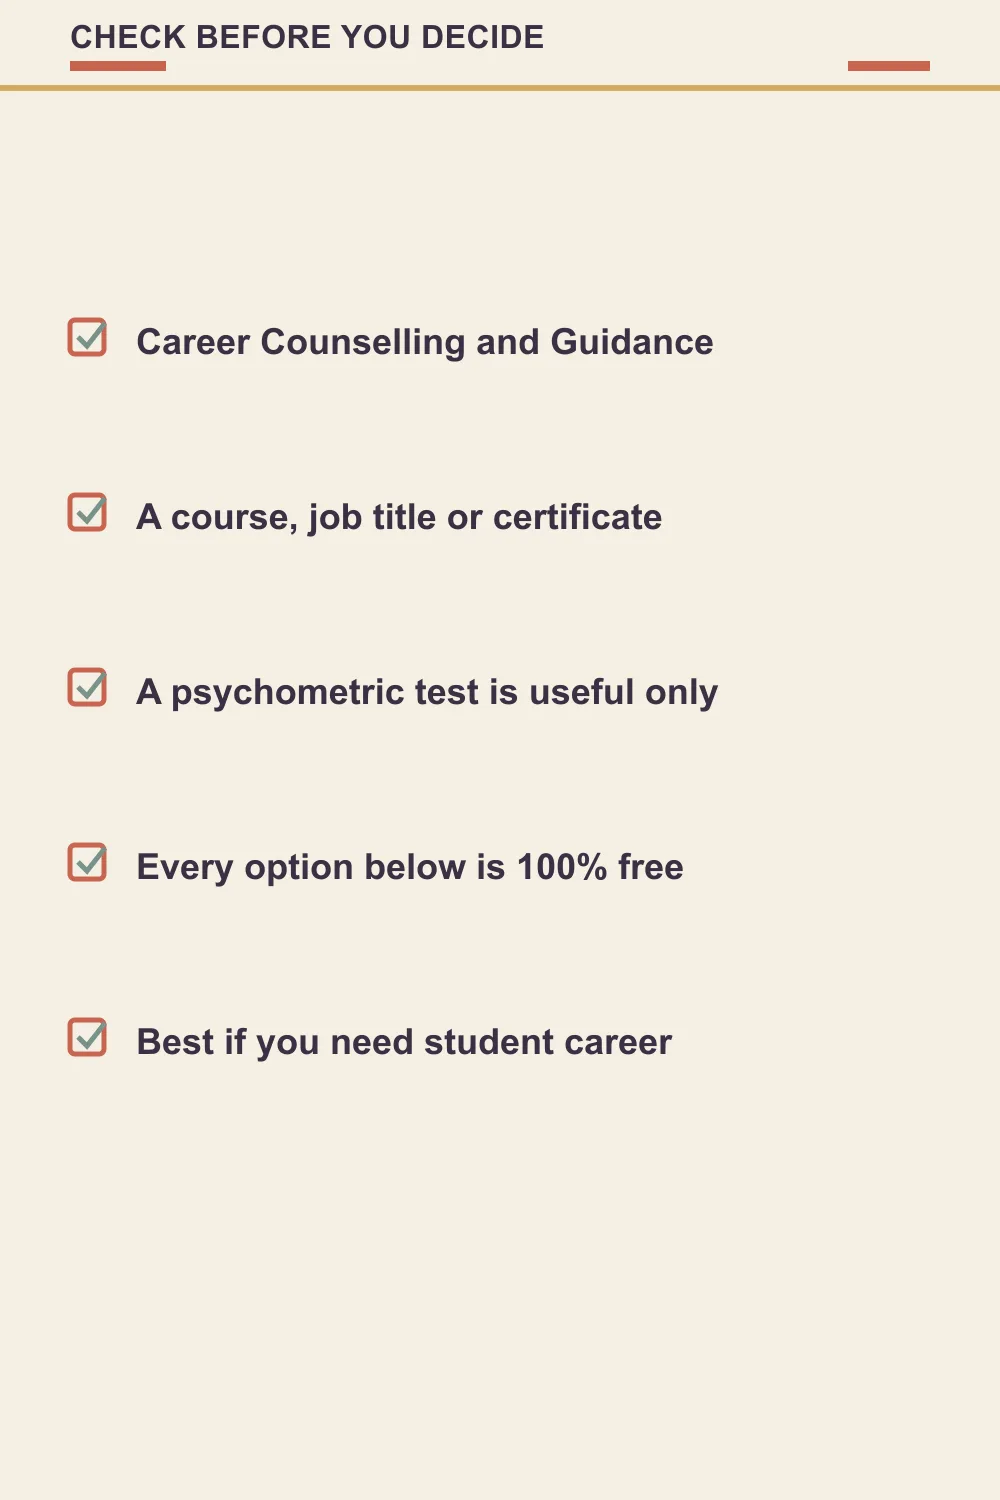 CHECK BEFORE YOU DECIDE
Career Counselling and Guidance
A course, job title or certificate
A psychometric test is useful only
Every option below is 100% free
Best if you need student career